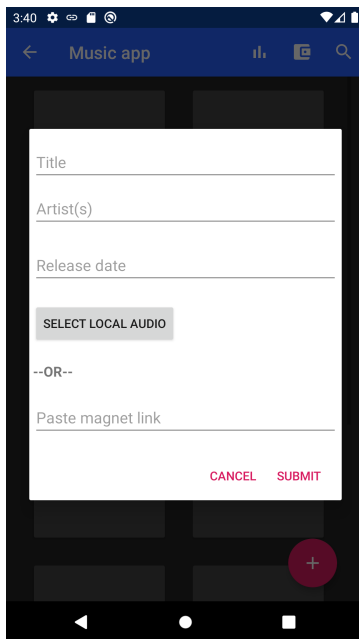 3:40
Music app
Title
Artist(s)
Release date
SELECT LOCAL AUDIO
--OR--
Paste magnet link
CANCEL SUBMIT